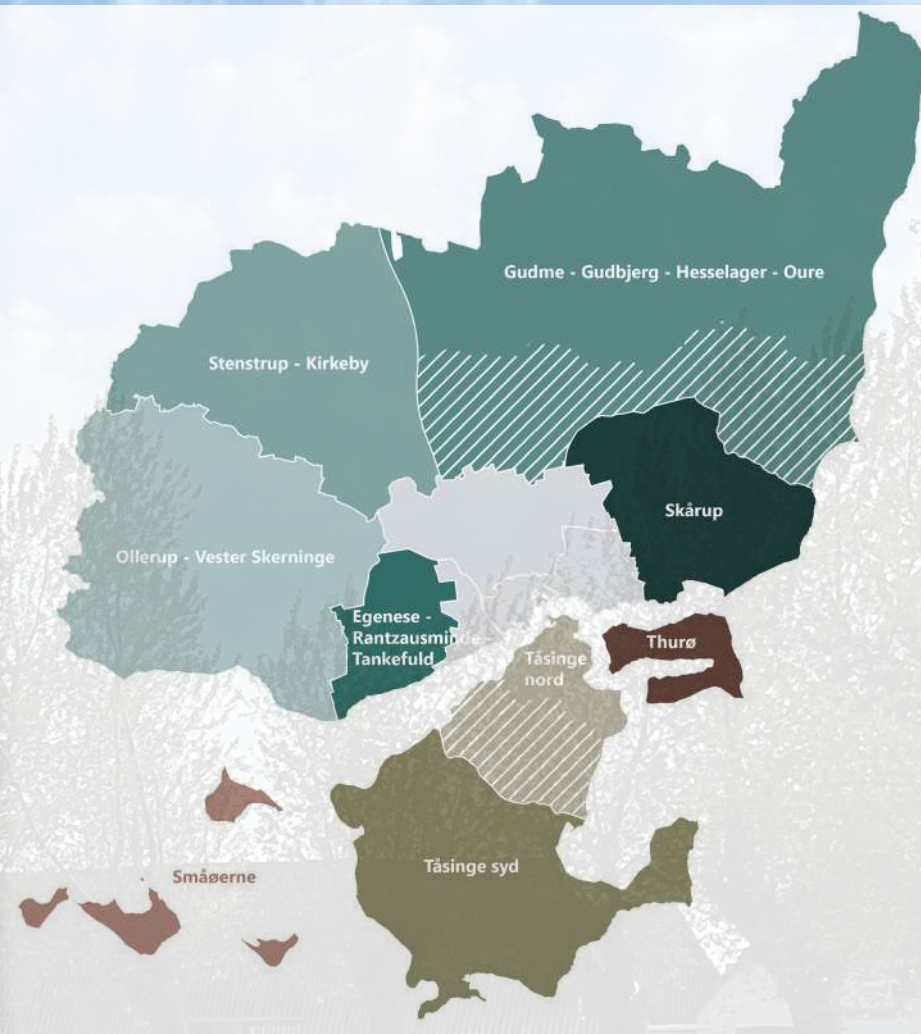 Gudme - Gudbjerg - Hesselager - Oure
Stenstrup - Kirkeby
Skårup
Ollerup - Vester Skerninge
Egenese -
Rantzausminde -
Tankefuld
Thurø
Tåsinge
nord
Tåsinge syd
Småøerne